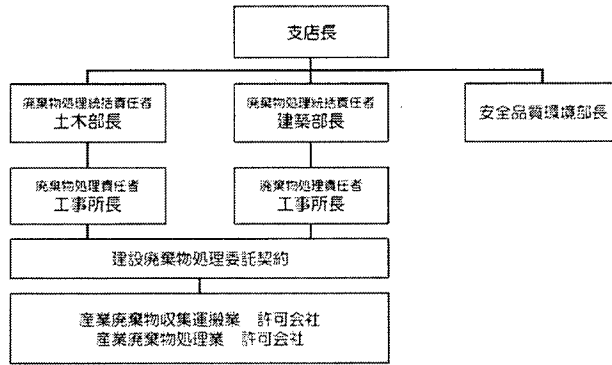 支店長
廃棄物処理統括責任者
土木部長
廃棄物処理統括責任者
建築部長
安全品質環境部長
廃棄物処理責任者
工事所長
廃棄物処理責任者
工事所長
建設廃棄物処理委託契約
産業廃棄物収集運搬業　許可会社
産業廃棄物処理業　許可会社